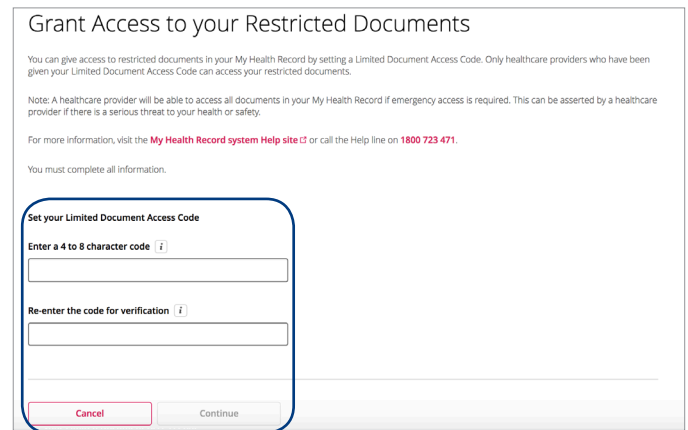 Grant Access to your Restricted Documents
You can give access to restricted documents in your My Health Record by setting a Limited Document Access Code. Only healthcare providers who have been
given your Limited Document Access Code can access your restricted documents.
Note: A healthcare provider will be able to access all documents in your My Health Record if emergency access is required. This can be asserted by a healthcare
provider if there is a serious threat to your health or safety.
For more information, visit the My Health Record system Help site or call the Help line on 1800 723 471.
You must complete all information.
Set your Limited Document Access Code
Enter a 4 to 8 character code i
Re-enter the code for verification i
Cancel Continue